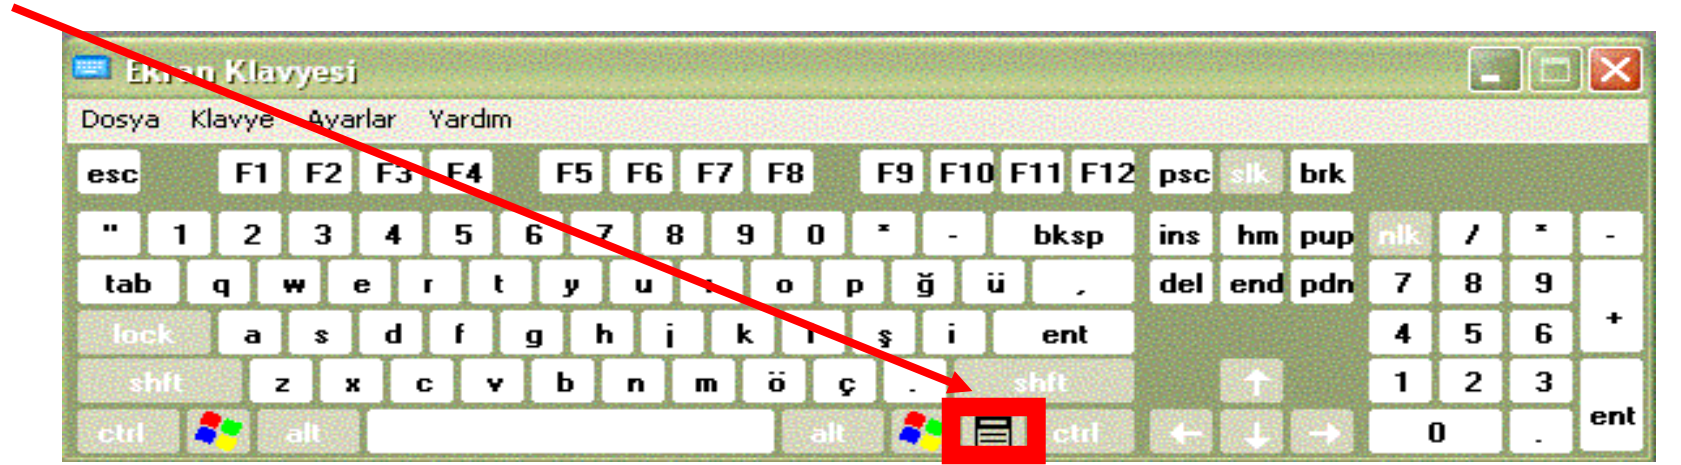 Ekran Klavyesi
Dosya Klavye Ayarlar Yardım
esc F1 F2 F3 F4 F5 F6 F7 F8 F9 F10 F11 F12 psc slk brk
" 1 2 3 4 5 6 7 8 9 0 * - bksp ins hm pup nlk / * -
tab q w e r t y u ı o p ğ ü , del end pdn 7 8 9 +
lock a s d f g h j k l ş i ent 4 5 6
shft z x c v b n m ö ç . shft 1 2 3 ent
ctrl alt alt ctrl 0 .